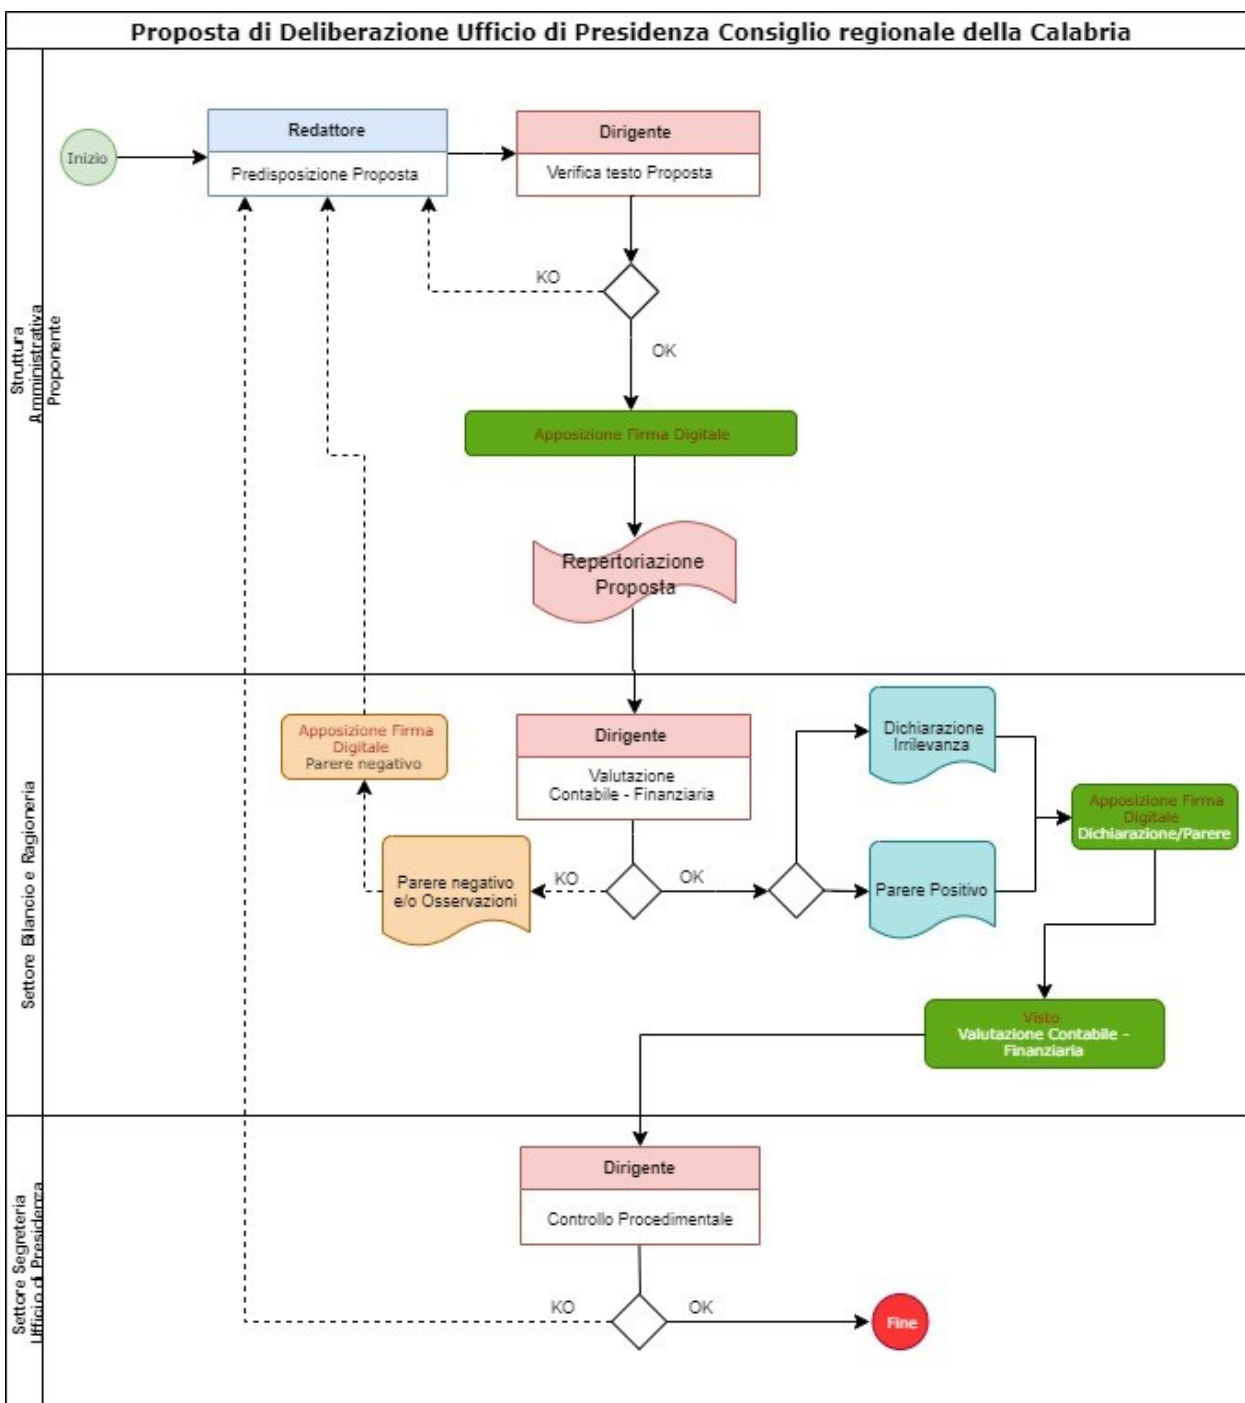 Proposta di Deliberazione Ufficio di Presidenza Consiglio regionale della Calabria
Struttura
Amministrativa
Proponente
Inizio
Redattore
Predisposizione Proposta
Dirigente
Verifica testo Proposta
KO
OK
Apposizione Firma Digitale
Repertoriazione
Proposta
Settore Bilancio e Ragioneria
Apposizione Firma
Digitale
Parere negativo
Dirigente
Valutazione
Contabile - Finanziaria
Dichiarazione
Irrilevanza
Apposizione Firma
Digitale
Dichiarazione/Parere
Parere negativo
e/o Osservazioni
KO
OK
Parere Positivo
Visto
Valutazione Contabile -
Finanziaria
Settore Segreteria
Ufficio di Presidenza
Dirigente
Controllo Procedimentale
KO
OK
Fine